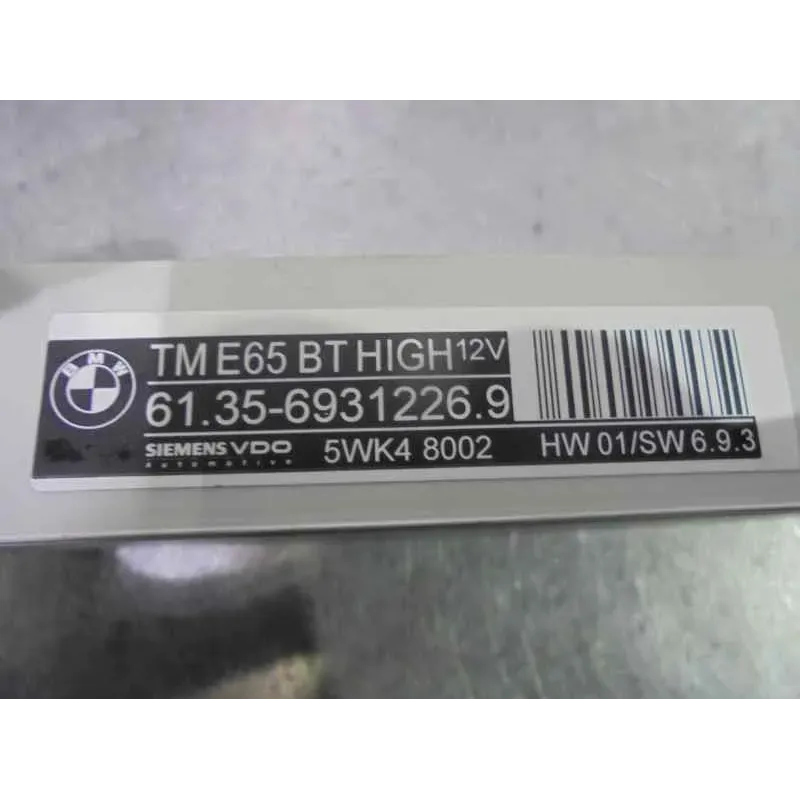 BMW
TM E65 BT HIGH 12V
61.35-6931226.9
SIEMENS VDO
Automotive
5WK4 8002
HW 01/SW 6.9.3